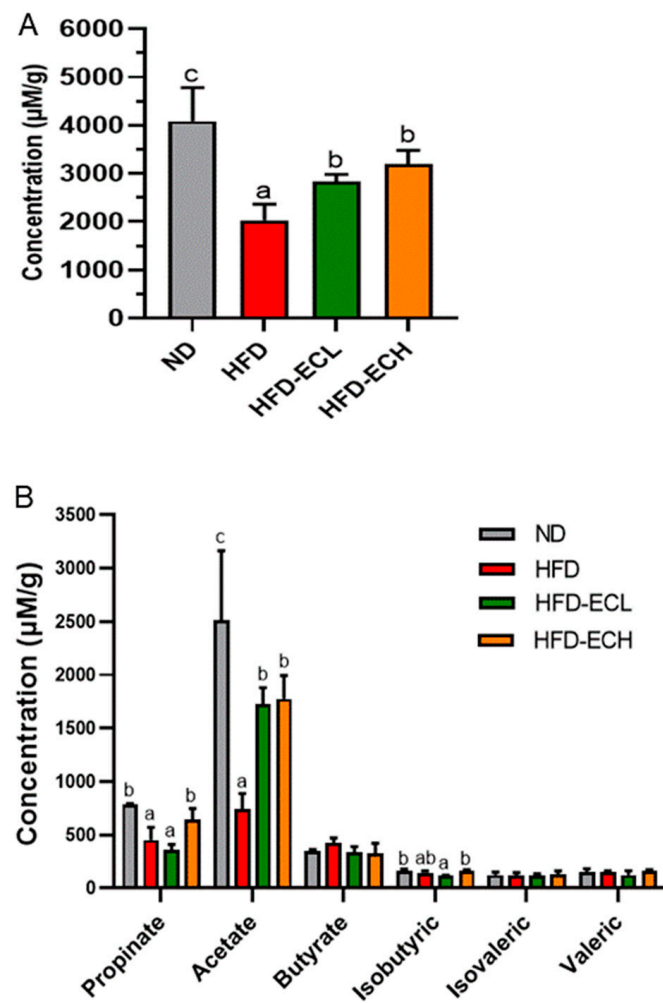 A
Concentration (µM/g)
6000
5000
4000
3000
2000
1000
0
c
a
b
b
ND
HFD
HFD-ECL
HFD-ECH
B
Concentration (µM/g)
3500
3000
2500
2000
1500
1000
500
0
ND
HFD
HFD-ECL
HFD-ECH
b
a
a
b
c
a
b
b
b
ab
a
b
Propinate
Acetate
Butyrate
Isobutyric
Isovaleric
Valeric